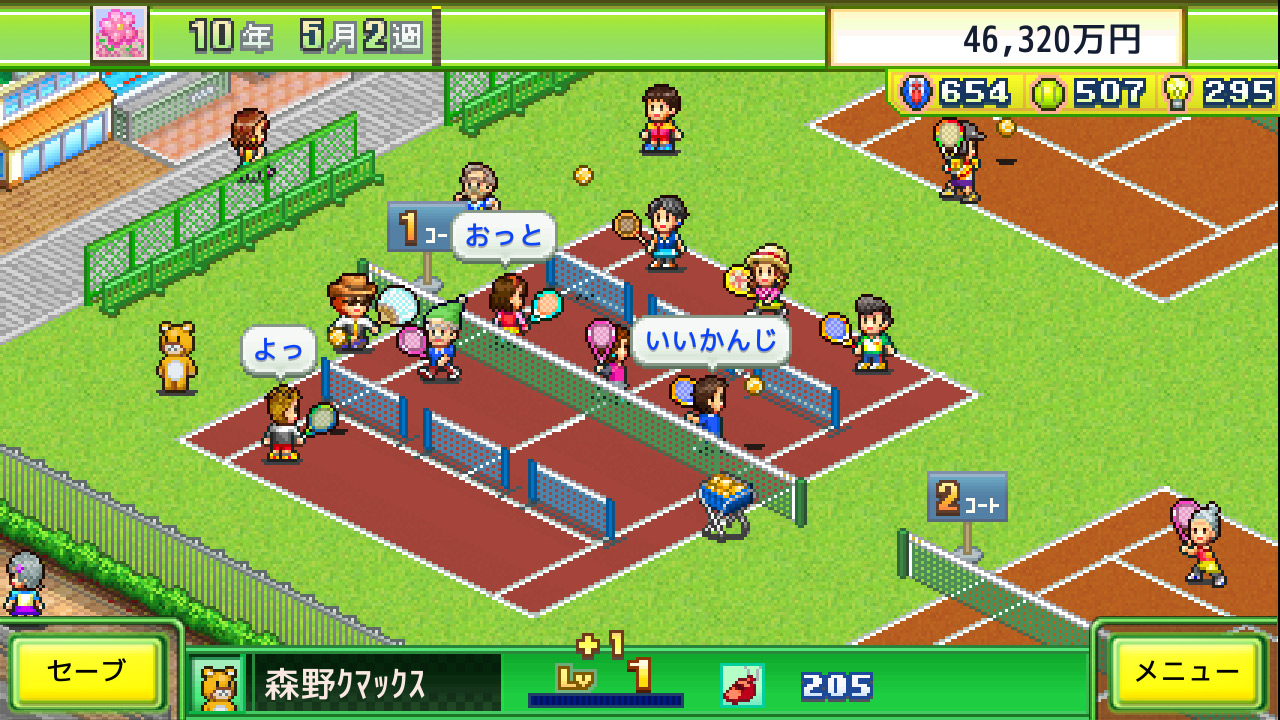 10年 5月2週
46,320万円
654 507 295
1コー
おっと
よっ
いいかんじ
2コート
+1
セーブ
森野クマックス
Lv 1
205
メニュー